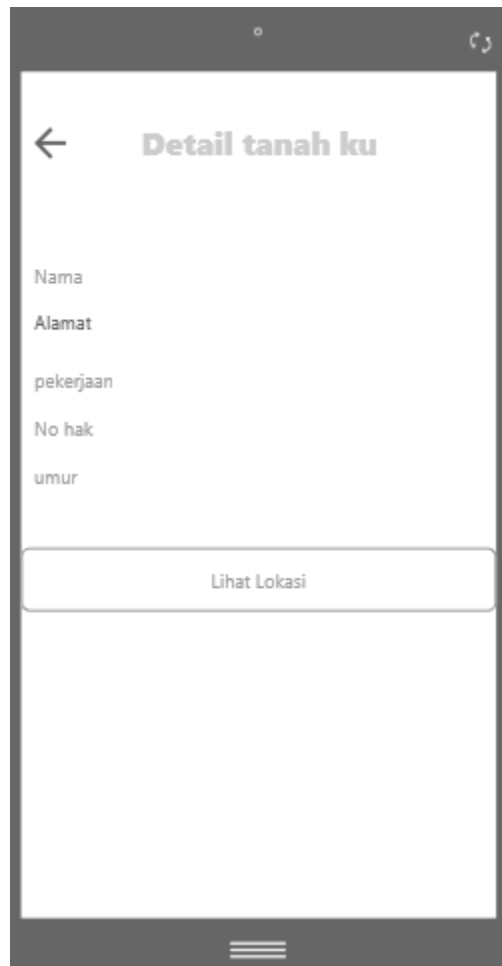 Detail tanah ku
Nama
Alamat
pekerjaan
No hak
umur
Lihat Lokasi